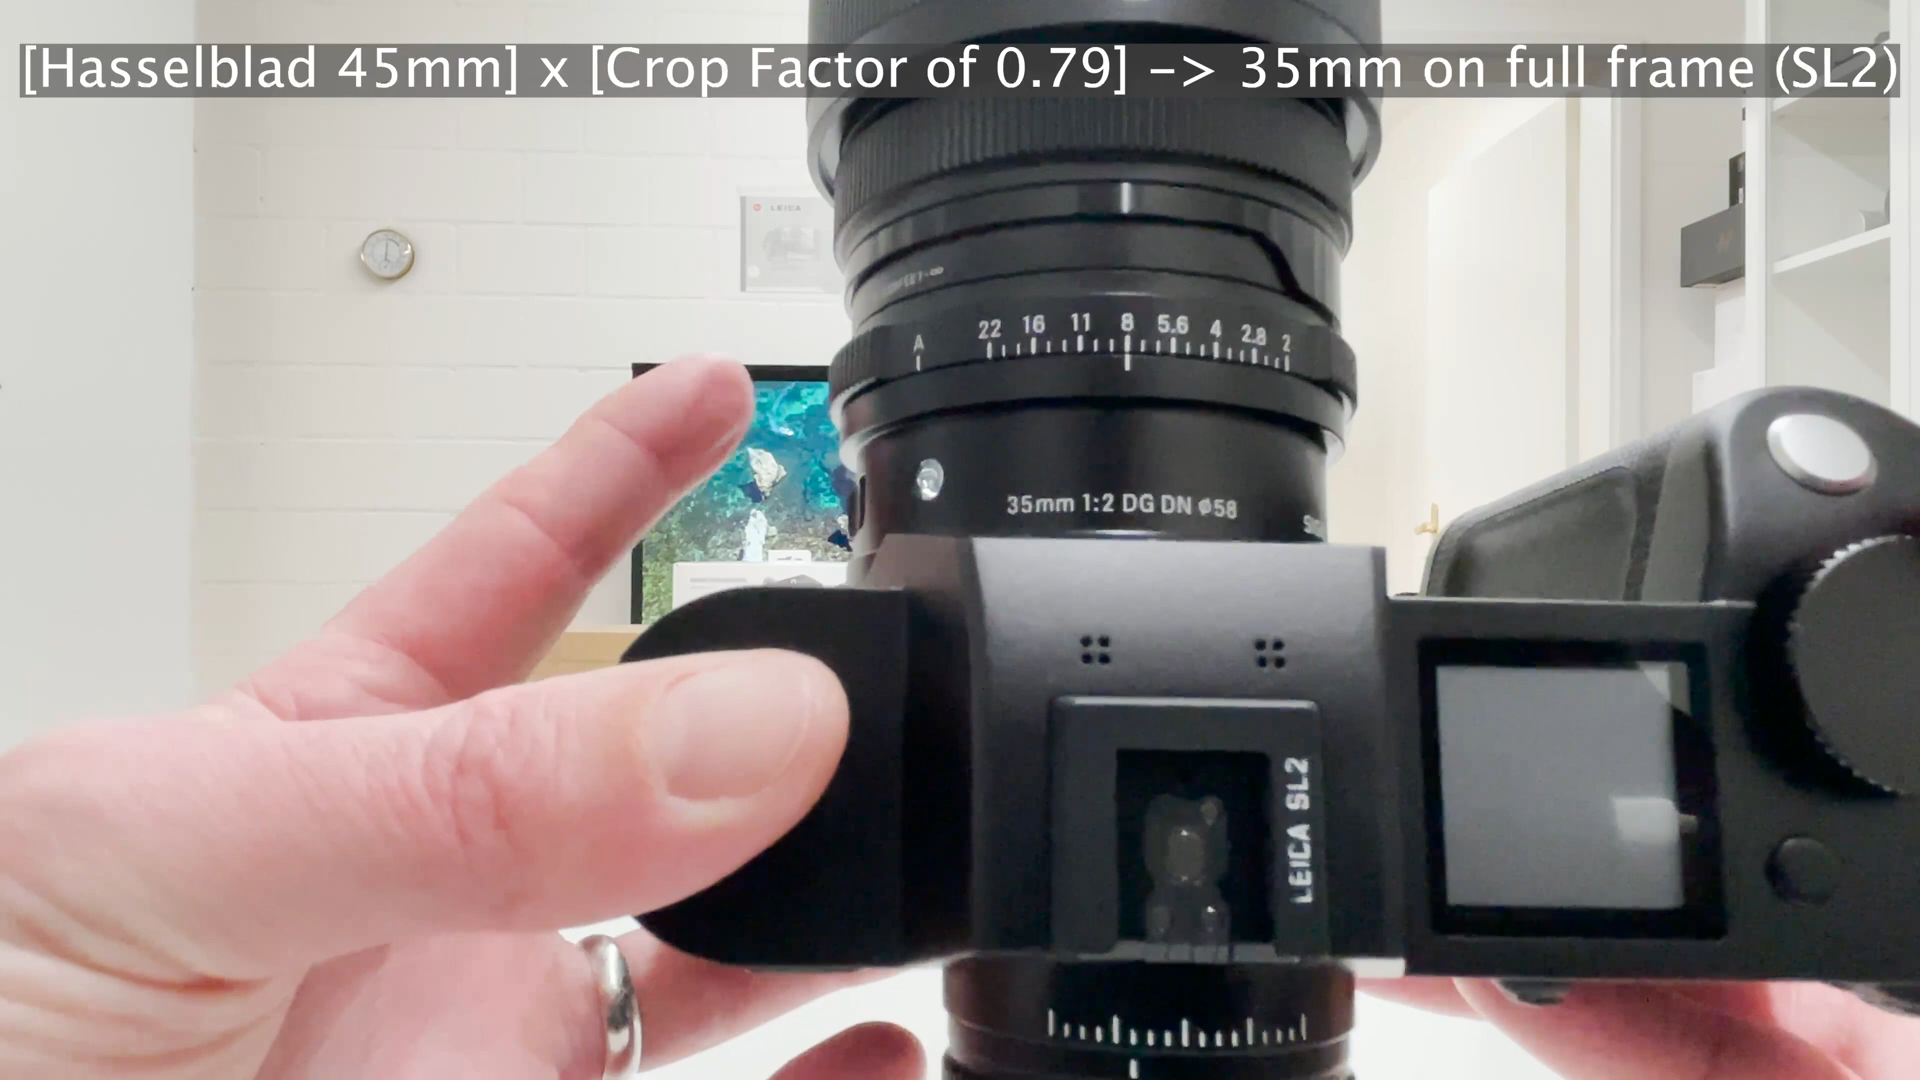 [Hasselblad 45mm] x [Crop Factor of 0.79] -> 35mm on full frame (SL2)
LEICA
A 22 16 11 8 5.6 4 2.8 2
35mm 1:2 DG DN ø58
LEICA SL2